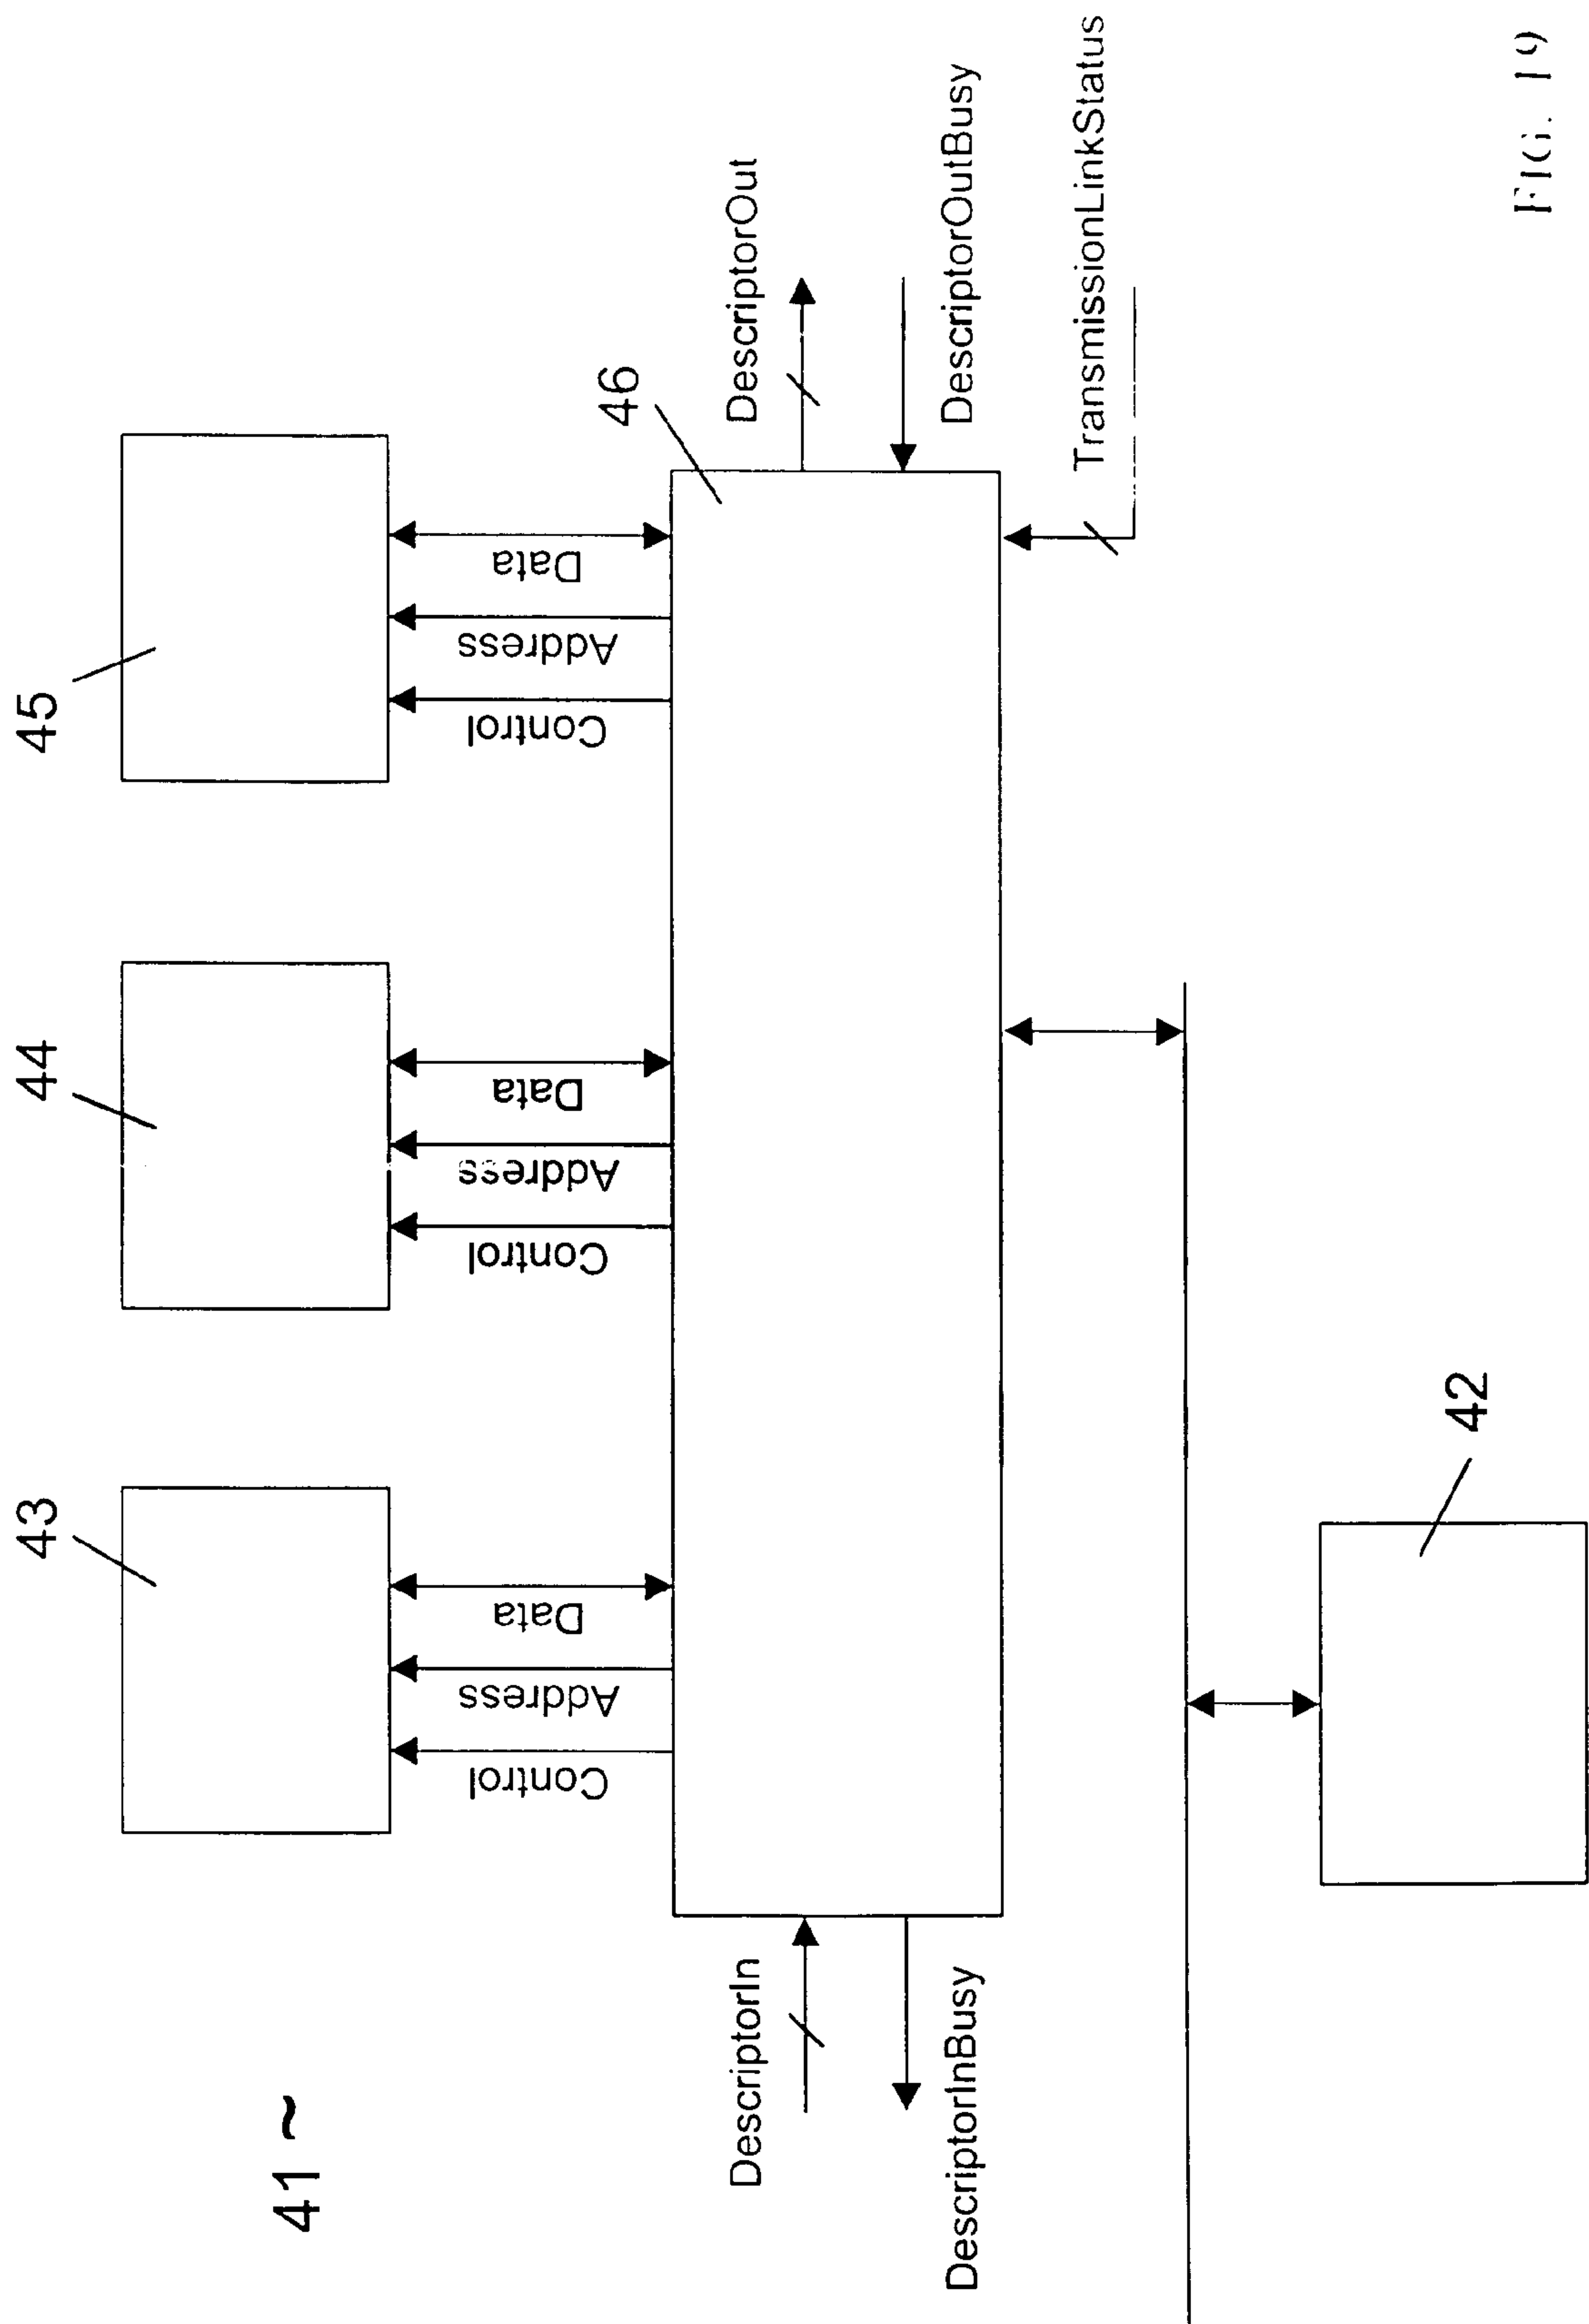 41 ~
43
44
45
Control
Address
Data
Control
Address
Data
Control
Address
Data
46
DescriptorIn
DescriptorInBusy
DescriptorOut
DescriptorOutBusy
TransmissionLinkStatus
42
FIG. 19